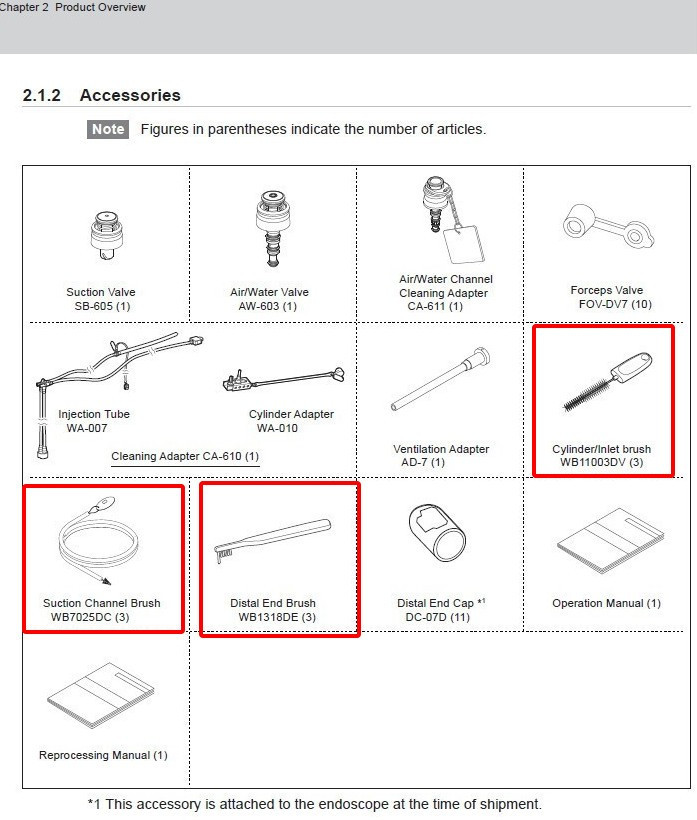 Chapter 2 Product Overview
2.1.2 Accessories
Note Figures in parentheses indicate the number of articles.
Suction Valve
SB-605 (1)
Air/Water Valve
AW-603 (1)
Air/Water Channel
Cleaning Adapter
CA-611 (1)
Forceps Valve
FOV-DV7 (10)
Injection Tube
WA-007
Cylinder Adapter
WA-010
Cleaning Adapter CA-610 (1)
Ventilation Adapter
AD-7 (1)
Cylinder/Inlet brush
WB11003DV (3)
Suction Channel Brush
WB7025DC (3)
Distal End Brush
WB1318DE (3)
Distal End Cap *1
DC-07D (11)
Operation Manual (1)
Reprocessing Manual (1)
*1 This accessory is attached to the endoscope at the time of shipment.